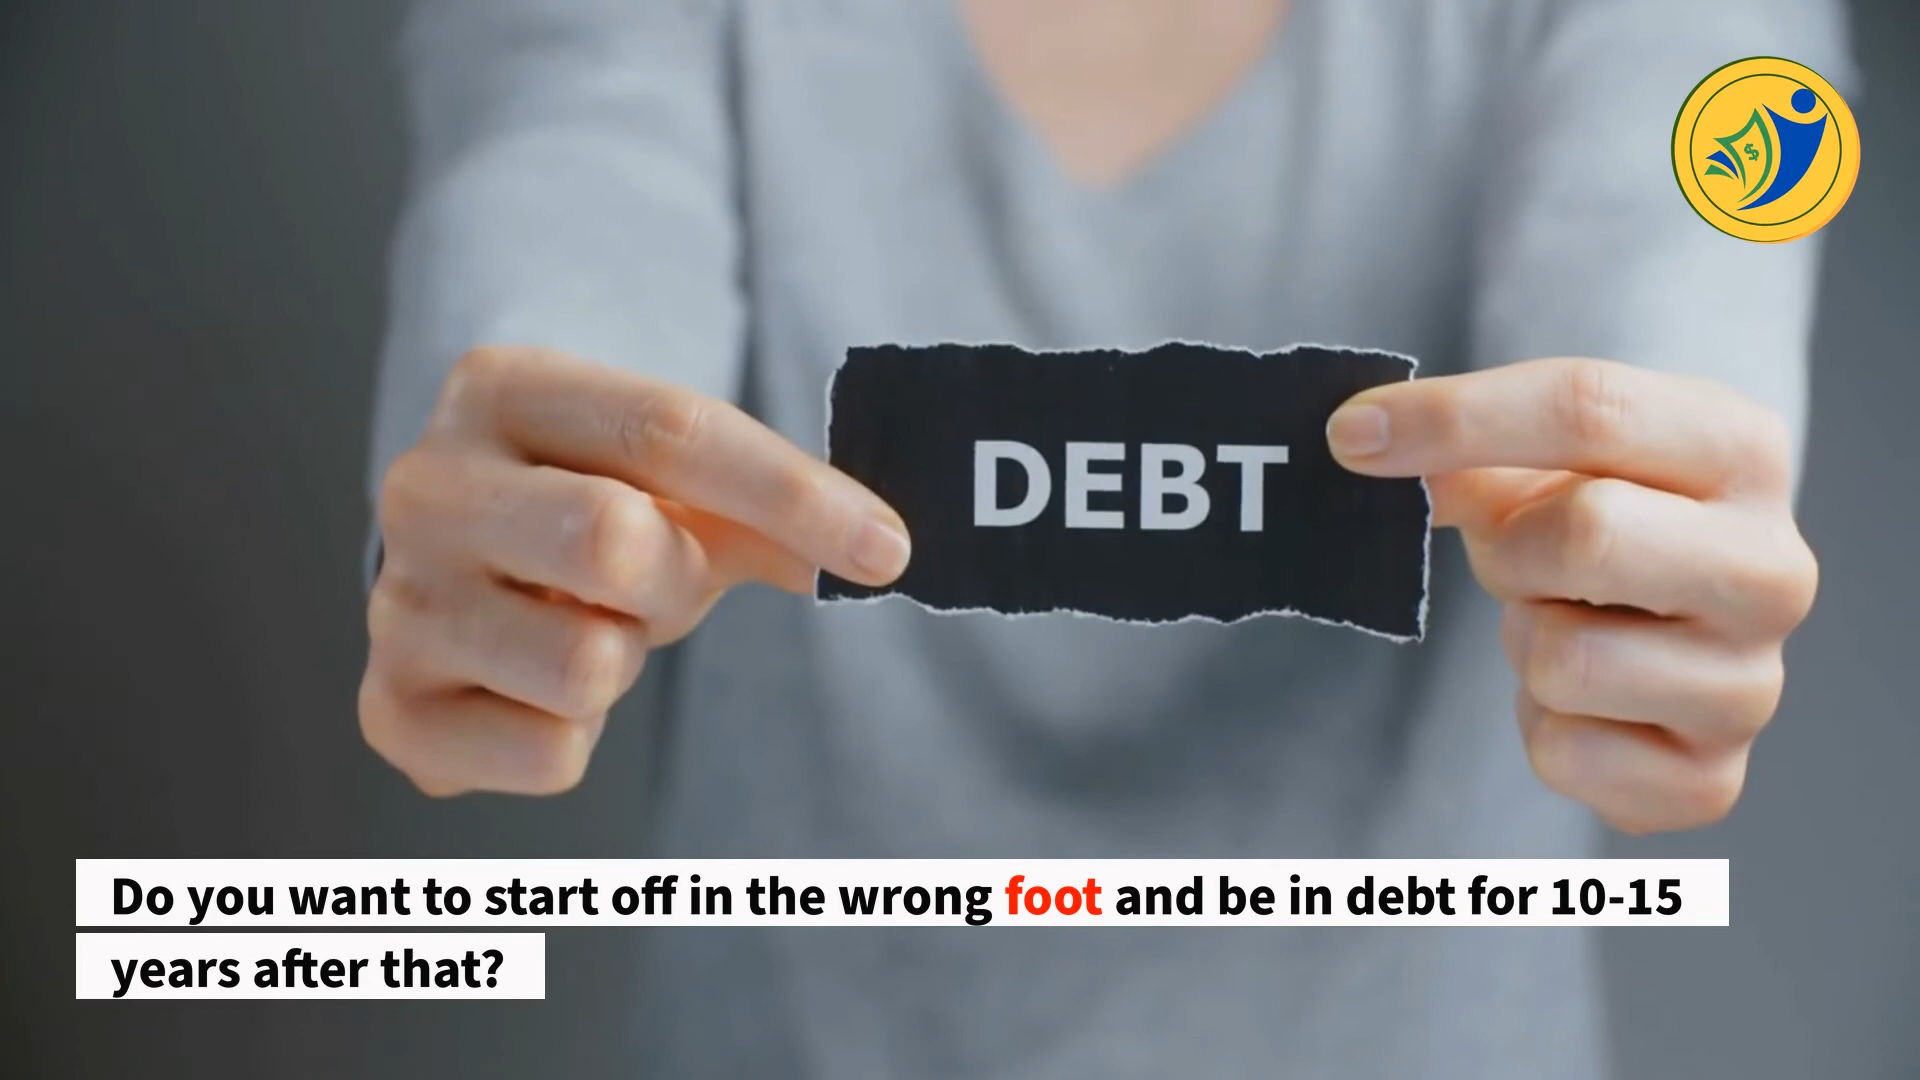 $
DEBT
Do you want to start off in the wrong foot and be in debt for 10-15
years after that?